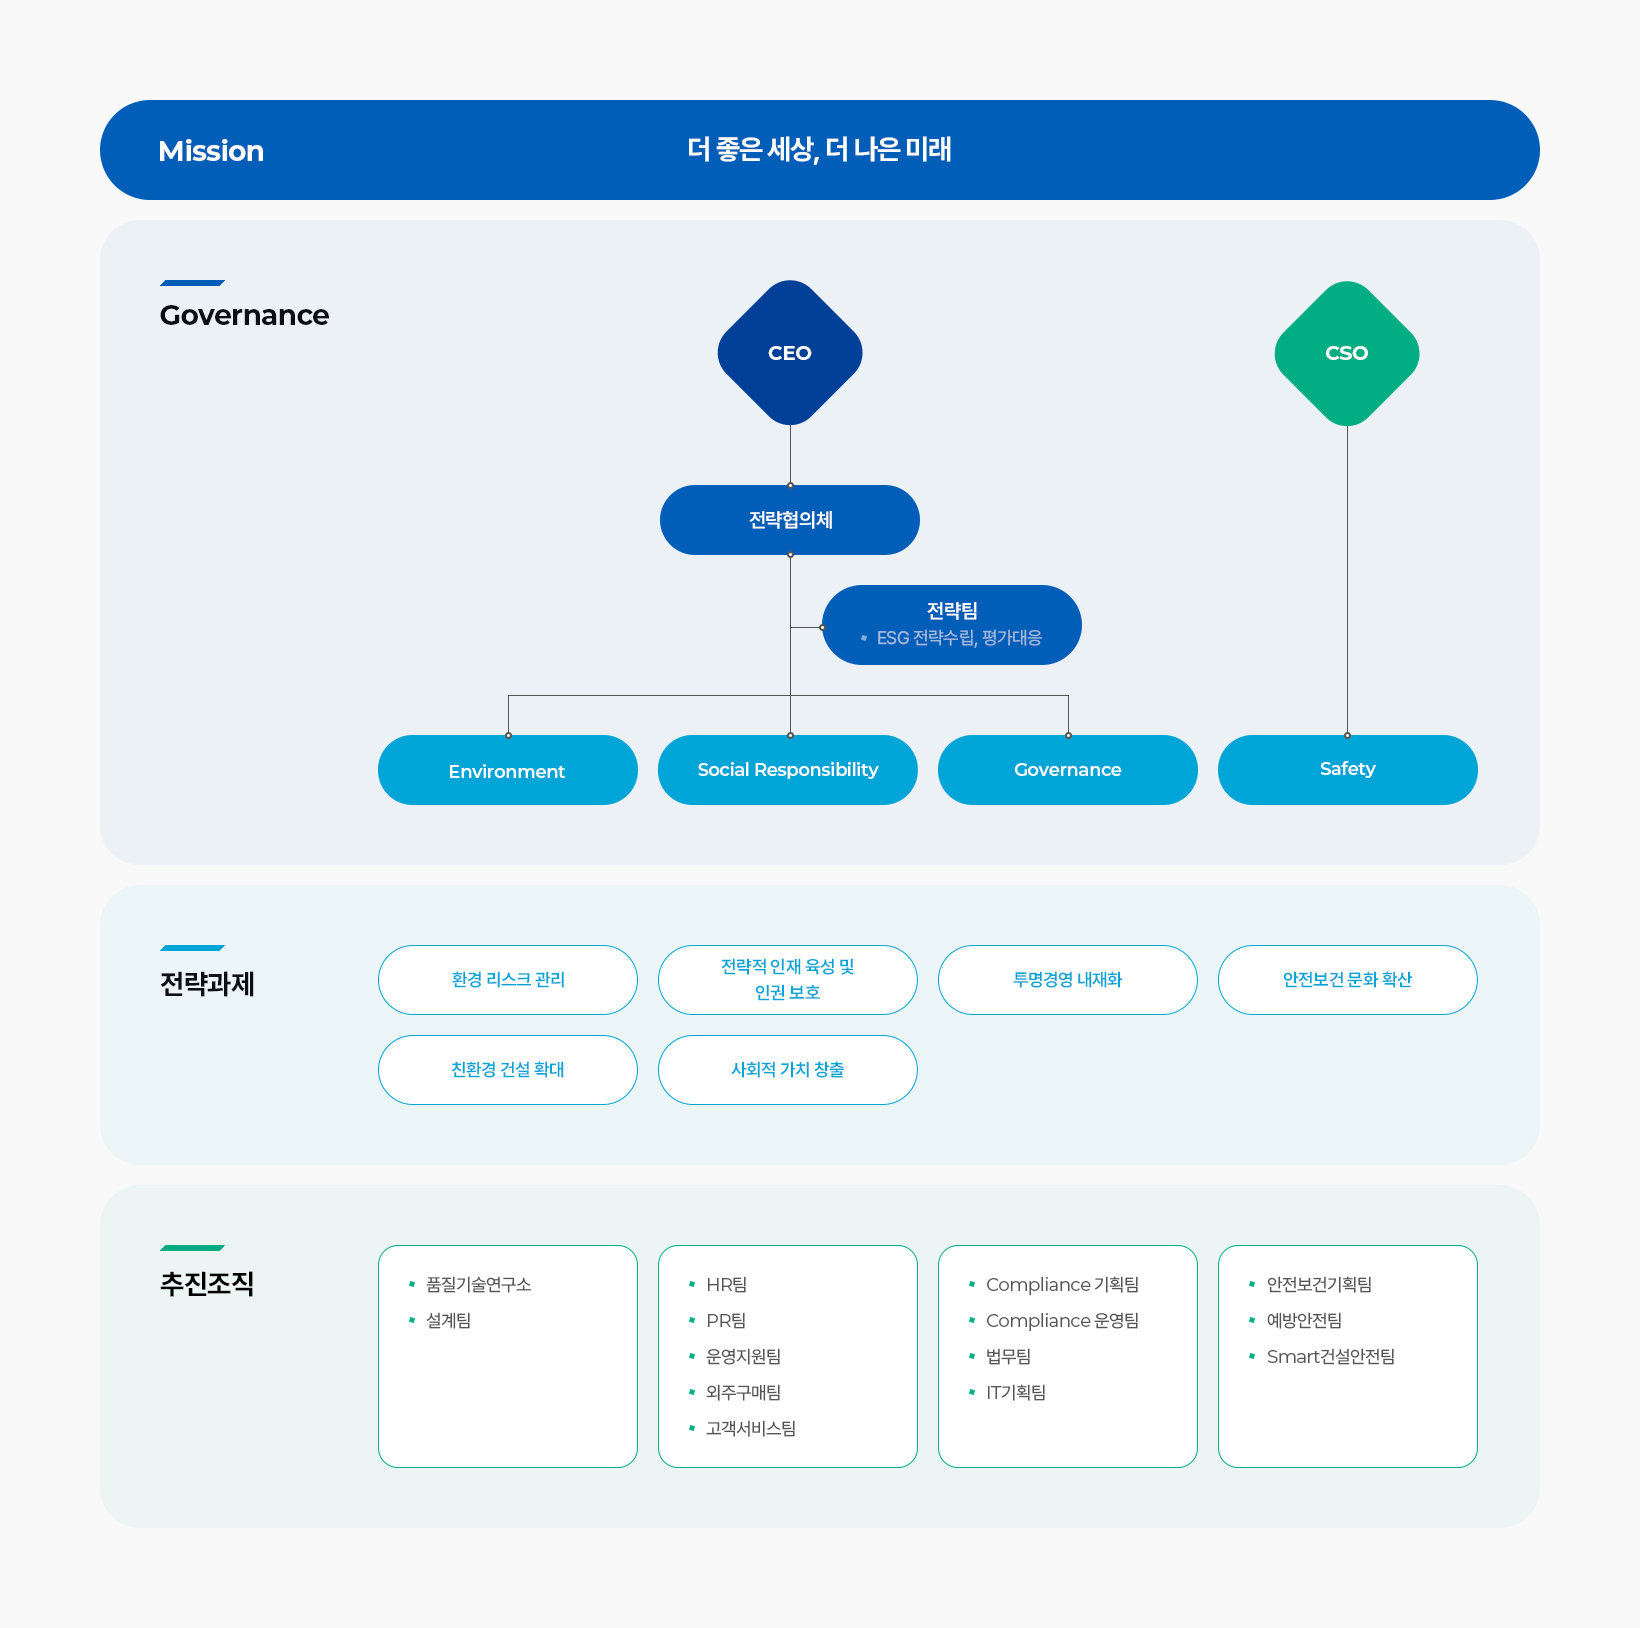 Mission
더 좋은 세상, 더 나은 미래
Governance
CEO
CSO
전략협의체
전략팀
ESG 전략수립, 평가대응
Environment
Social Responsibility
Governance
Safety
전략과제
환경 리스크 관리
전략적 인재 육성 및
인권 보호
투명경영 내재화
안전보건 문화 확산
친환경 건설 확대
사회적 가치 창출
추진조직
품질기술연구소
설계팀
HR팀
PR팀
운영지원팀
외주구매팀
고객서비스팀
Compliance 기획팀
Compliance 운영팀
법무팀
IT기획팀
안전보건기획팀
예방안전팀
Smart건설안전팀